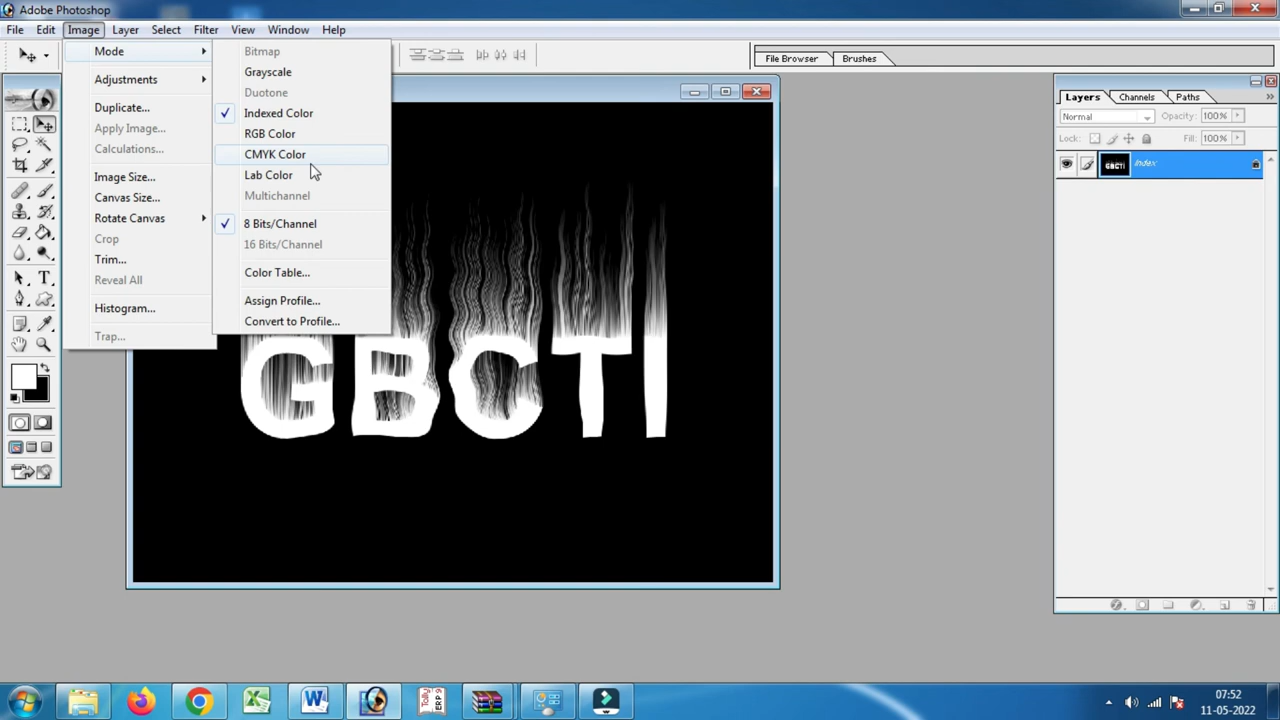 Adobe Photoshop
File Edit Image Layer Select Filter View Window Help
File Browser Brushes
Mode
Adjustments
Duplicate...
Apply Image...
Calculations...
Image Size...
Canvas Size...
Rotate Canvas
Crop
Trim...
Reveal All
Histogram...
Trap...
Bitmap
Grayscale
Duotone
Indexed Color
RGB Color
CMYK Color
Lab Color
Multichannel
8 Bits/Channel
16 Bits/Channel
Color Table...
Assign Profile...
Convert to Profile...
GBCTI
Layers Channels Paths
Normal Opacity: 100%
Lock: Fill: 100%
GBCTI Index
07:52
11-05-2022